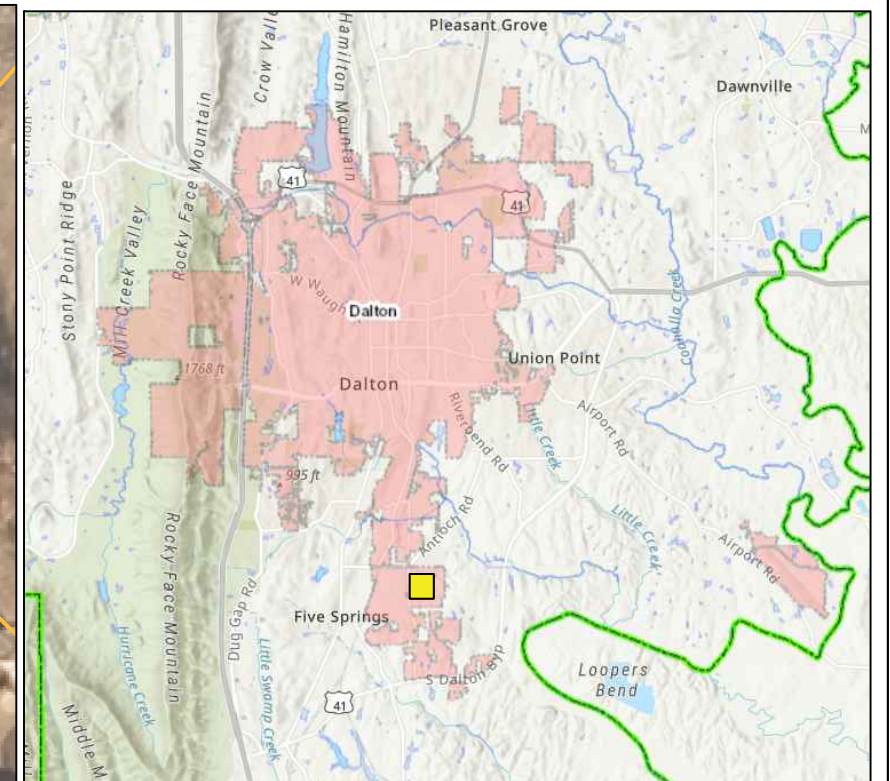 Pleasant Grove
Crow Valle
Hamilton Mountain
Dawnville
41
41
Stony Point Ridge
Mill Creek Valley
Rocky Face Mountain
W Waugh
Dalton
Coahulla Creek
Union Point
1768 ft
Dalton
Riverbend Rd
Little Creek
Airport Rd
995 ft
Antioch Rd
Little Creek
Airport Rd
Rocky Face Mountain
Dug Gap Rd
Five Springs
Hurricane Creek
Little Swamp Creek
S Dalton Byp
Loopers
Bend
41
Middle M